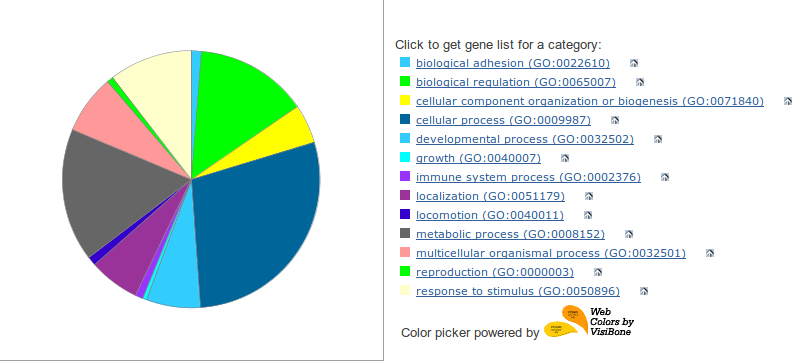 Click to get gene list for a category:
biological adhesion (GO:0022610)
biological regulation (GO:0065007)
cellular component organization or biogenesis (GO:0071840)
cellular process (GO:0009987)
developmental process (GO:0032502)
growth (GO:0040007)
immune system process (GO:0002376)
localization (GO:0051179)
locomotion (GO:0040011)
metabolic process (GO:0008152)
multicellular organismal process (GO:0032501)
reproduction (GO:0000003)
response to stimulus (GO:0050896)
Color picker powered by
Web
Colors by
VisiBone